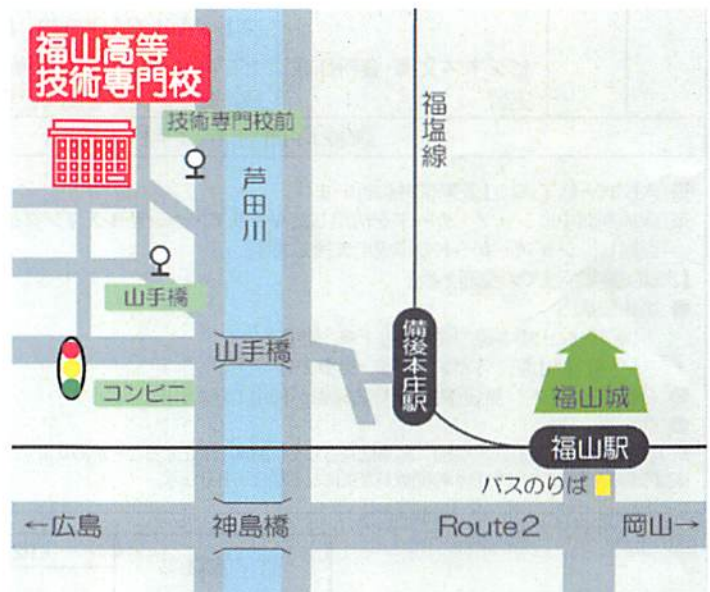 福山高等
技術専門校
技術専門校前
福塩線
芦田川
山手橋
山手橋
備後本庄駅
コンビニ
福山城
福山駅
バスのりば
←広島
神島橋
Route2
岡山→